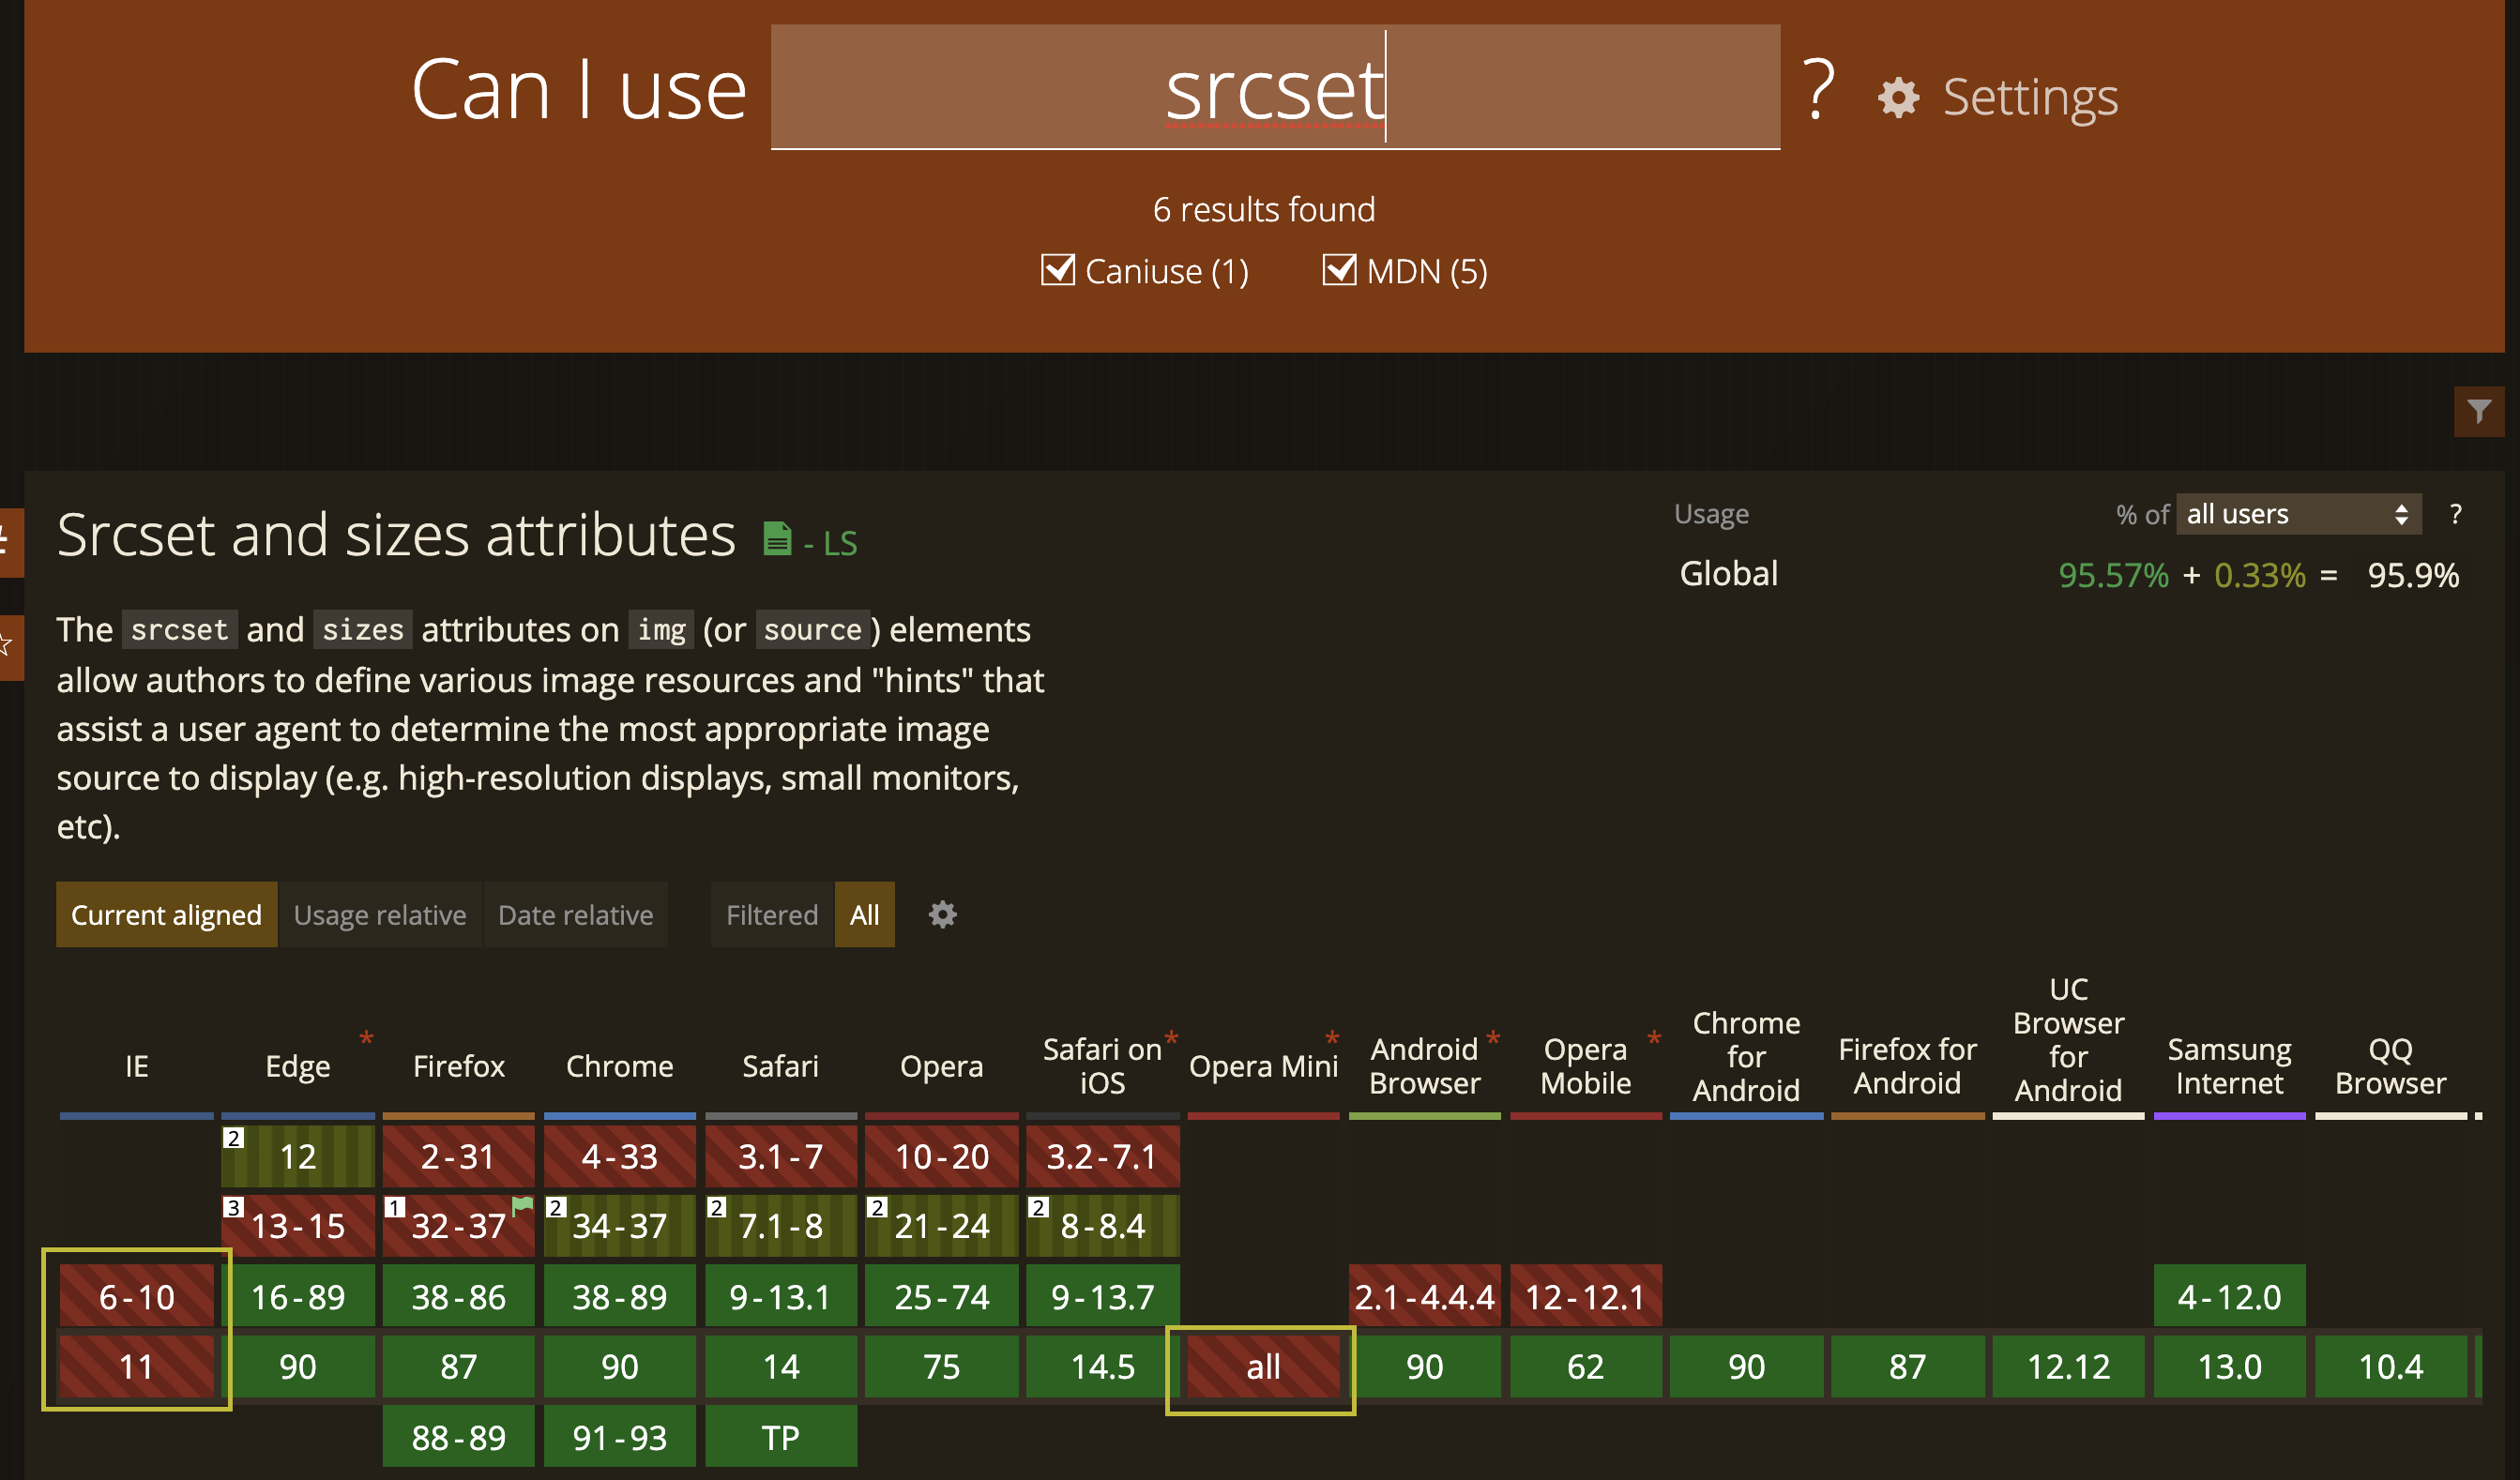 Can I use srcset ? Settings
6 results found
Caniuse (1) MDN (5)
#
Srcset and sizes attributes - LS
Usage % of all users ?
Global 95.57% + 0.33% = 95.9%
The srcset and sizes attributes on img (or source) elements
allow authors to define various image resources and "hints" that
assist a user agent to determine the most appropriate image
source to display (e.g. high-resolution displays, small monitors,
etc).
Current aligned Usage relative Date relative Filtered All
IE Edge * Firefox Chrome Safari Opera Safari on iOS * Opera Mini * Android Browser * Opera Mobile * Chrome for Android Firefox for Android UC Browser for Android Samsung Internet QQ Browser
2 12 2-31 4-33 3.1-7 10-20 3.2-7.1
3 13-15 1 32-37 2 34-37 2 7.1-8 2 21-24 2 8-8.4
6-10 16-89 38-86 38-89 9-13.1 25-74 9-13.7 2.1-4.4.4 12-12.1 4-12.0
11 90 87 90 14 75 14.5 all 90 62 90 87 12.12 13.0 10.4
88-89 91-93 TP